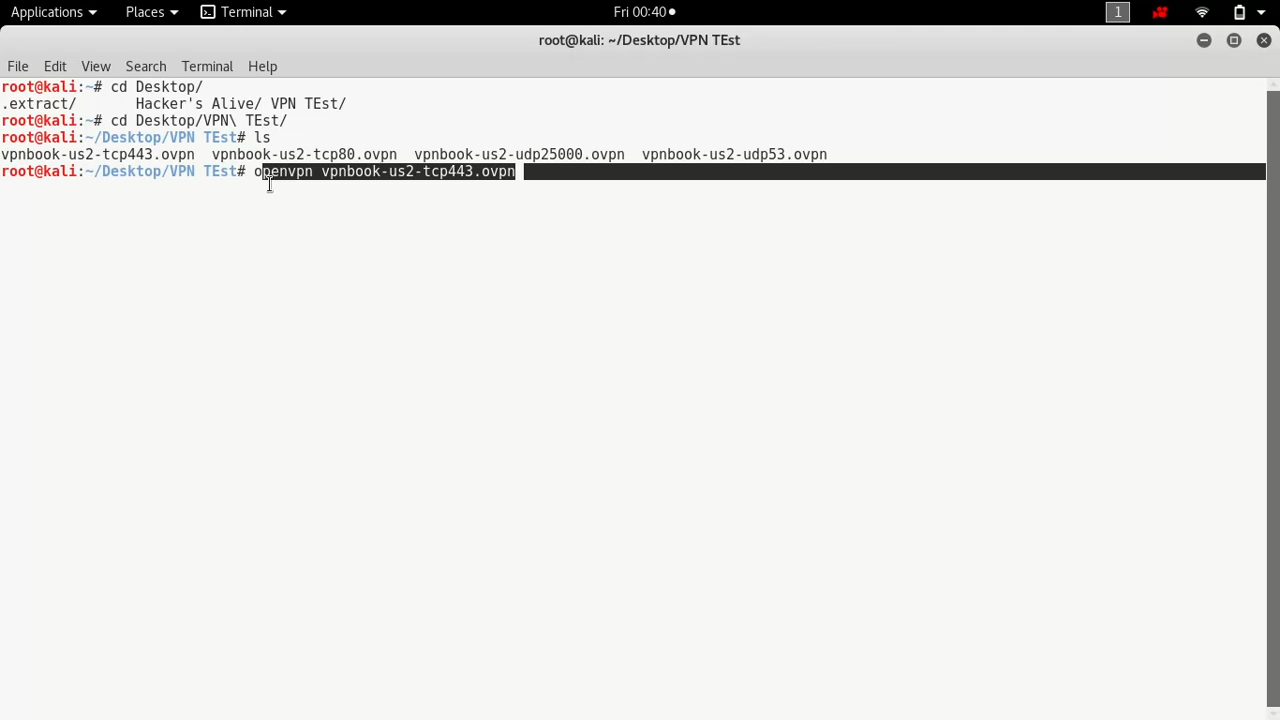 Applications Places Terminal Fri 00:40 1
root@kali: ~/Desktop/VPN TEst
File Edit View Search Terminal Help
root@kali:~# cd Desktop/
.extract/ Hacker's Alive/ VPN TEst/
root@kali:~# cd Desktop/VPN\ TEst/
root@kali:~/Desktop/VPN TEst# ls
vpnbook-us2-tcp443.ovpn vpnbook-us2-tcp80.ovpn vpnbook-us2-udp25000.ovpn vpnbook-us2-udp53.ovpn
root@kali:~/Desktop/VPN TEst# openvpn vpnbook-us2-tcp443.ovpn